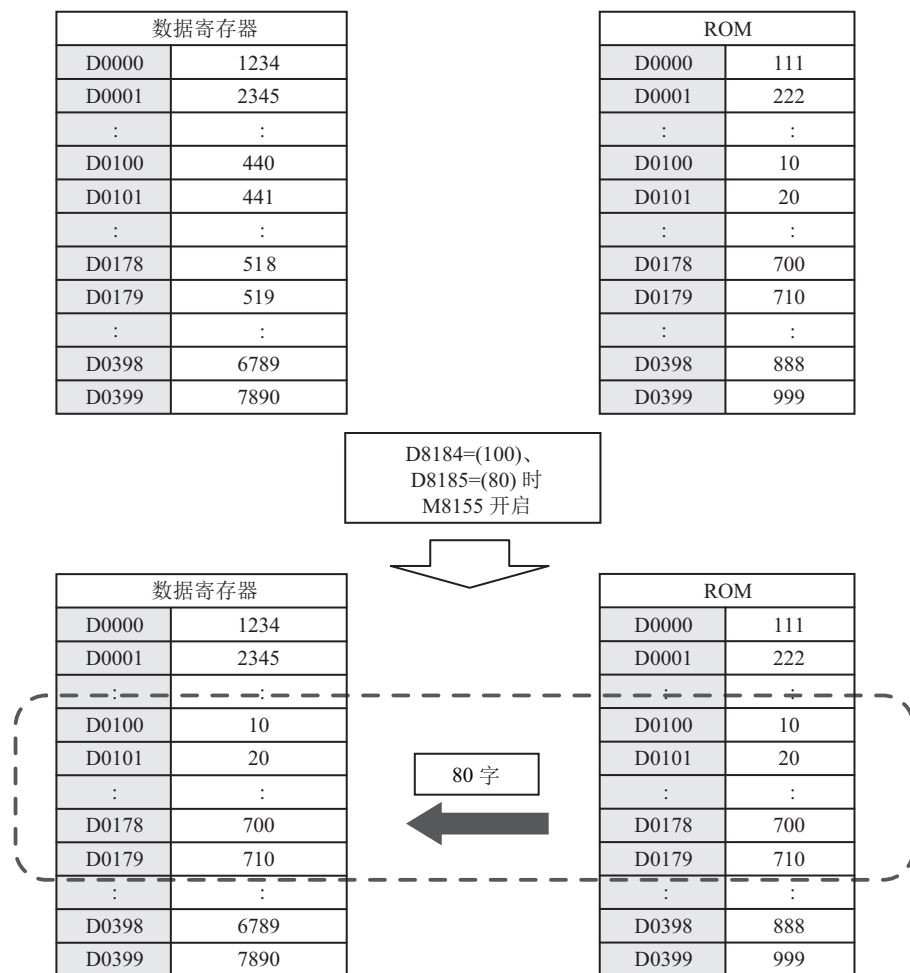 数据寄存器 ROM
D0000 1234 D0000 111
D0001 2345 D0001 222
: : : :
D0100 440 D0100 10
D0101 441 D0101 20
: : : :
D0178 518 D0178 700
D0179 519 D0179 710
: : : :
D0398 6789 D0398 888
D0399 7890 D0399 999
D8184=(100)、
D8185=(80) 时
M8155 开启
数据寄存器 ROM
D0000 1234 D0000 111
D0001 2345 D0001 222
: : : :
D0100 10 D0100 10
D0101 20 D0101 20
80 字
: : : :
D0178 700 D0178 700
D0179 710 D0179 710
: : : :
D0398 6789 D0398 888
D0399 7890 D0399 999